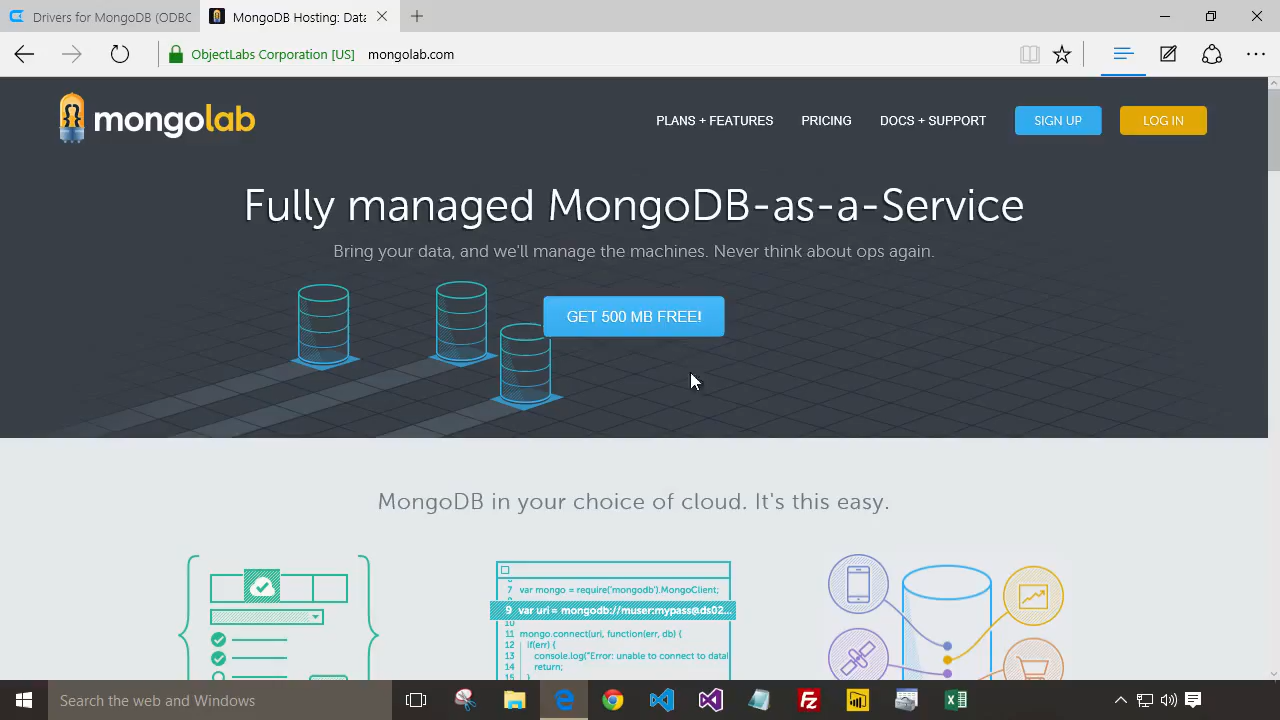 Drivers for MongoDB (ODBC
MongoDB Hosting: Data
ObjectLabs Corporation [US]
mongolab.com
mongolab
PLANS + FEATURES
PRICING
DOCS + SUPPORT
SIGN UP
LOG IN
Fully managed MongoDB-as-a-Service
Bring your data, and we'll manage the machines. Never think about ops again.
GET 500 MB FREE!
MongoDB in your choice of cloud. It's this easy.
7 var mongo = require('mongodb').MongoClient;
9 var uri = mongodb://muser:mypass@ds02...
10
11 mongo.connect(uri, function(err, db) {
12 if(err) {
13 console.log("Error: unable to connect to datal
14 return;
15 }
Search the web and Windows